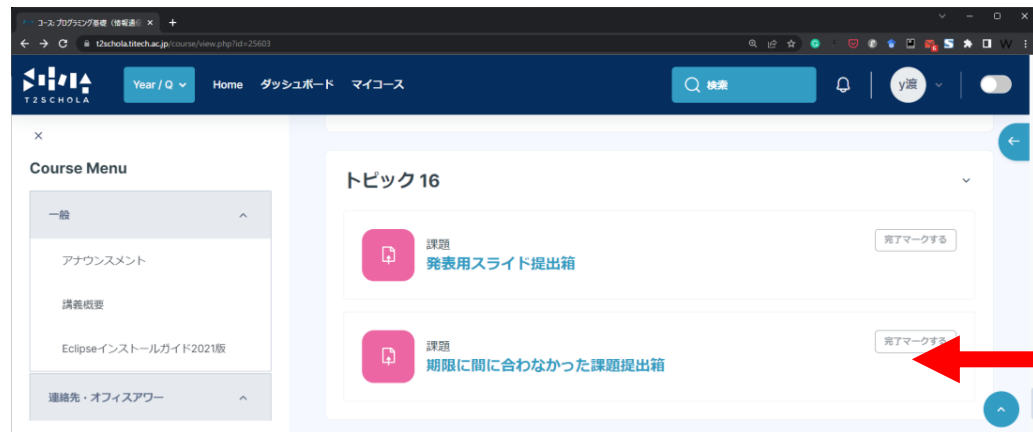 コース: プログラミング基礎（情報通信
t2schola.titech.ac.jp/course/view.php?id=25603
T2SCHOLA
Year / Q
Home
ダッシュボード
マイコース
検索
y渡
Course Menu
一般
アナウンスメント
講義概要
Eclipseインストールガイド2021版
連絡先・オフィスアワー
トピック 16
課題
発表用スライド提出箱
完了マークする
課題
期限に間に合わなかった課題提出箱
完了マークする